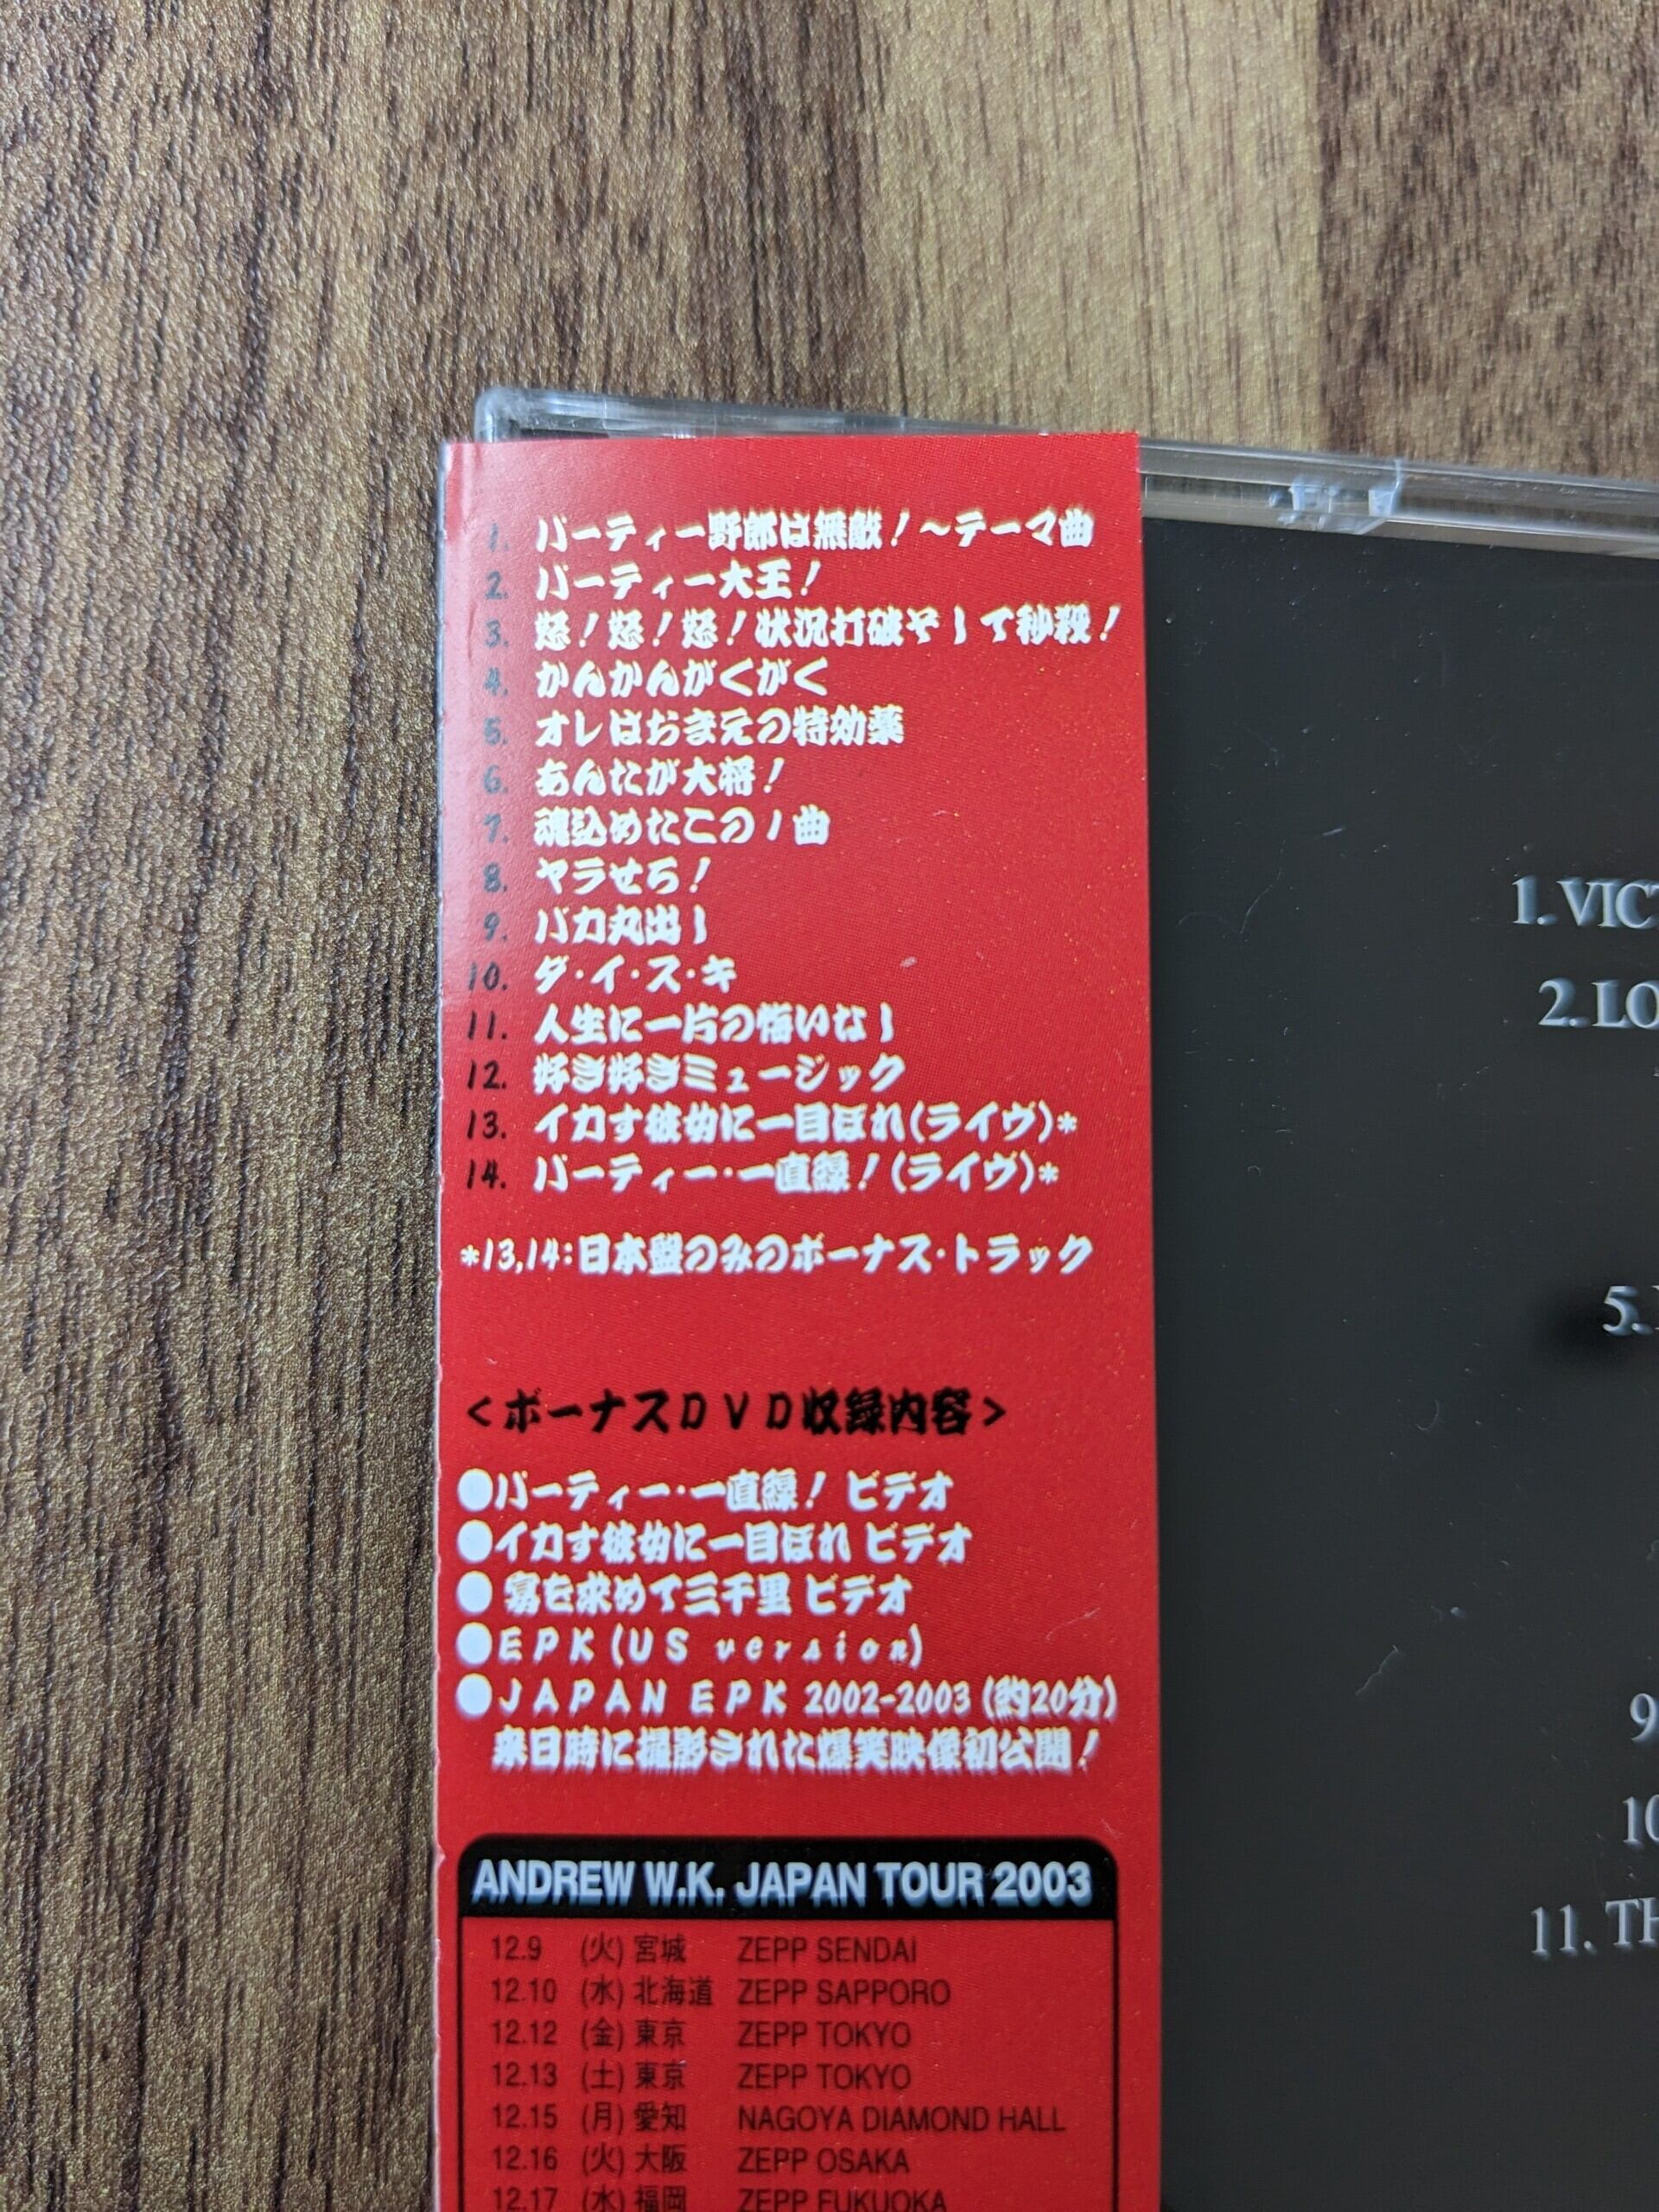 1. パーティー野郎は無敵！～テーマ曲
2. パーティー大王！
3. 怒！怒！怒！状況打破そして秒殺！
4. かんかんがくがく
5. オレはおまえの特効薬
6. あんたが大将！
7. 魂込めたこの1曲
8. ヤラせろ！
9. バカ丸出し
10. ダ・イ・ス・キ
11. 人生に一片の悔いなし
12. 好き好きミュージック
13. イカす彼女に一目ぼれ(ライヴ)*
14. パーティー・一直線！(ライヴ)*
*13,14:日本盤のみのボーナス・トラック
<ボーナスDVD収録内容>
●パーティー・一直線！ ビデオ
●イカす彼女に一目ぼれ ビデオ
●宴を求めて三千里 ビデオ
●EPK (US version)
●JAPAN EPK 2002-2003 (約20分)
来日時に撮影された爆笑映像初公開！
ANDREW W.K. JAPAN TOUR 2003
12.9 (火) 宮城 ZEPP SENDAI
12.10 (水) 北海道 ZEPP SAPPORO
12.12 (金) 東京 ZEPP TOKYO
12.13 (土) 東京 ZEPP TOKYO
12.15 (月) 愛知 NAGOYA DIAMOND HALL
12.16 (火) 大阪 ZEPP OSAKA
12.17 (水) 福岡 ZEPP FUKUOKA
1. VICT
2. LO
5.
9
10
11. TH